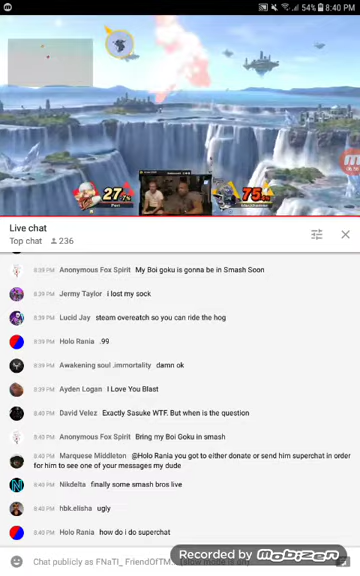 54% 8:40 PM
27.7%
75.0%
Live chat
Top chat 236
8:39 PM Anonymous Fox Spirit My Boi goku is gonna be in Smash Soon
8:39 PM Jermy Taylor i lost my sock
8:39 PM Lucid Jay steam overeatch so you can ride the hog
8:39 PM Holo Rania .99
8:39 PM Awakening soul .immortality damn ok
8:39 PM Ayden Logan I Love You Blast
8:40 PM David Velez Exactly Sasuke WTF. But when is the question
8:40 PM Anonymous Fox Spirit Bring my Boi Goku in smash
8:40 PM Marquese Middleton @Holo Rania you got to either donate or send him superchat in order
for him to see one of your messages my dude
8:40 PM Nikdelta finally some smash bros live
8:40 PM hbk.elisha ugly
8:40 PM Holo Rania how do i do superchat
Chat publicly as FNaTI_ FriendOfTM... (slow mode is on)
Recorded by mobizen